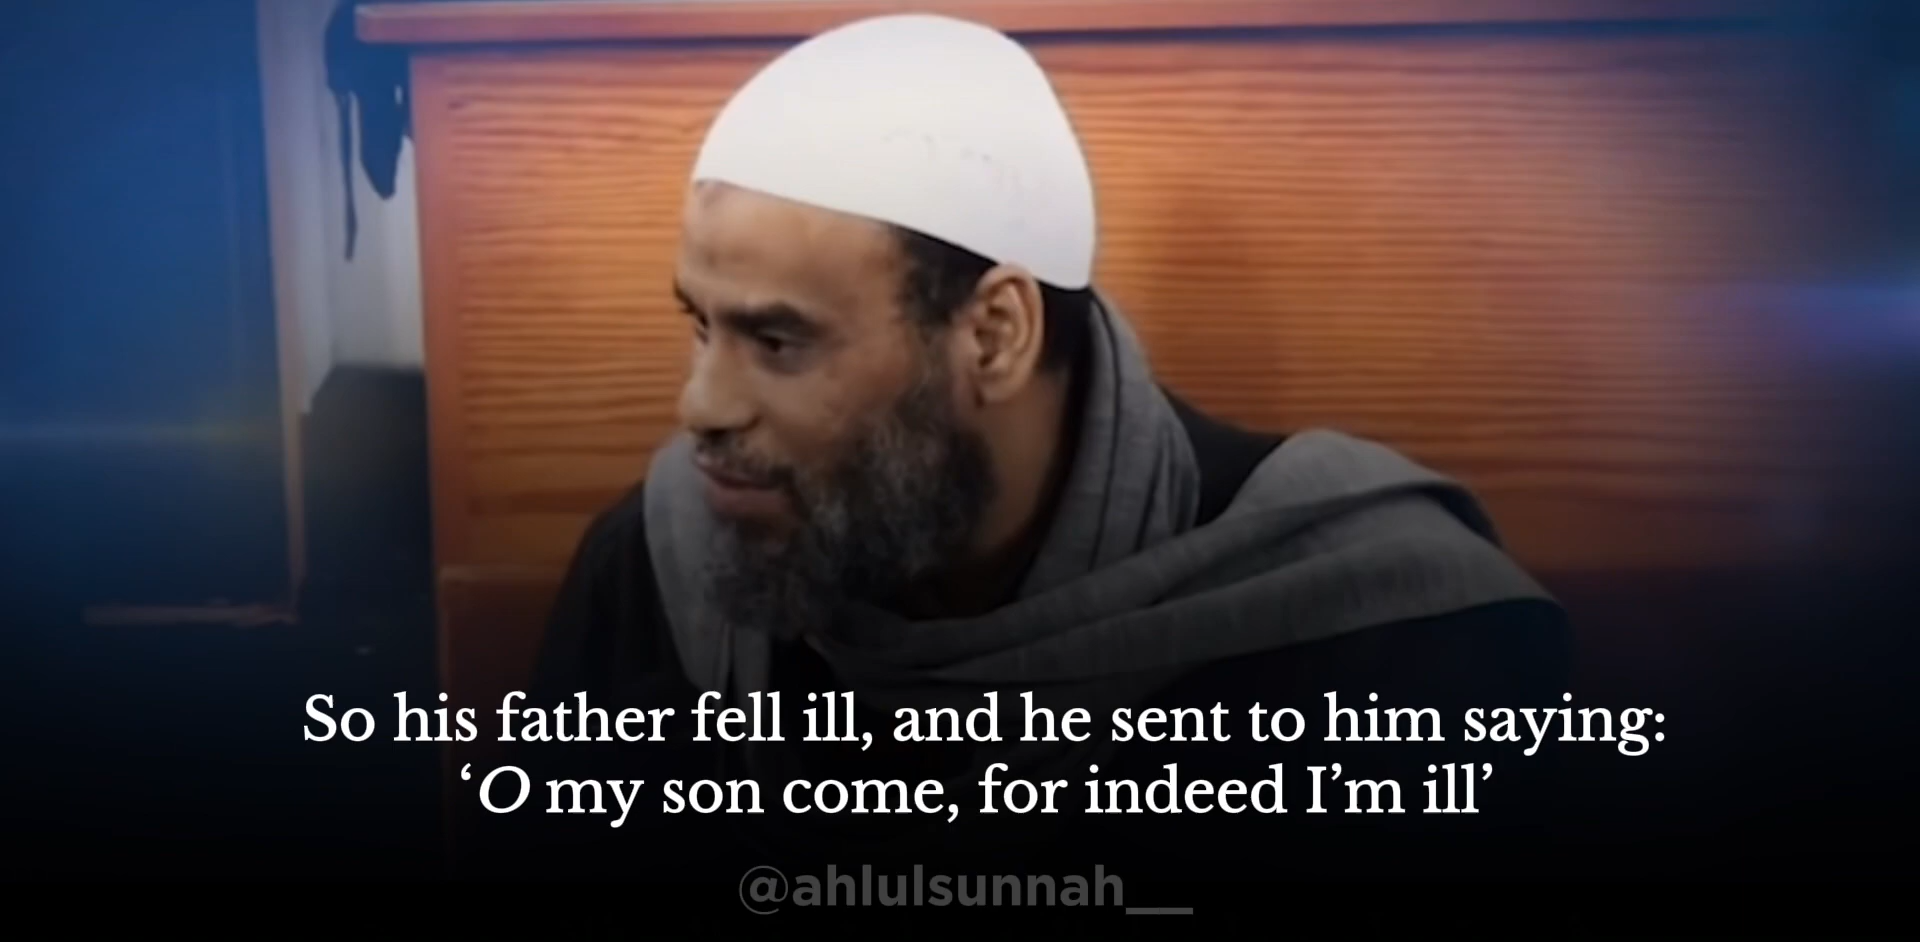 So his father fell ill, and he sent to him saying:
‘O my son come, for indeed I’m ill’
@ahlulsunnah__